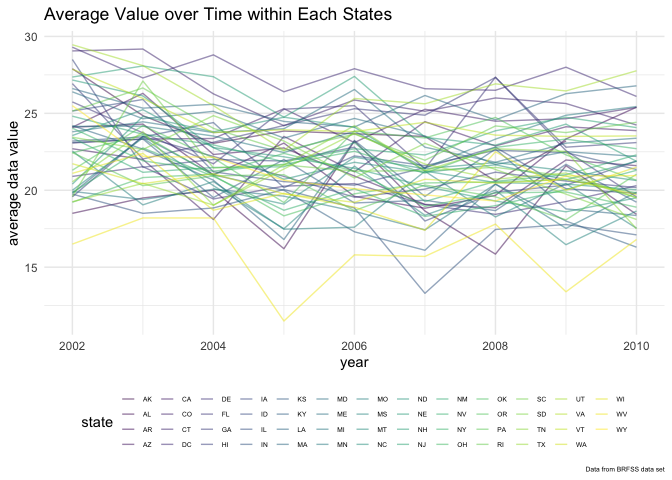 Average Value over Time within Each States
30
25
20
15
average data value
2002 2004 2006 2008 2010
year
state
AK CA DE IA KS MD MO ND NM OK SC UT WI
AL CO FL ID KY ME MS NE NV OR SD VA WV
AR CT GA IL LA MI MT NH NY PA TN VT WY
AZ DC HI IN MA MN NC NJ OH RI TX WA
Data from BRFSS data set